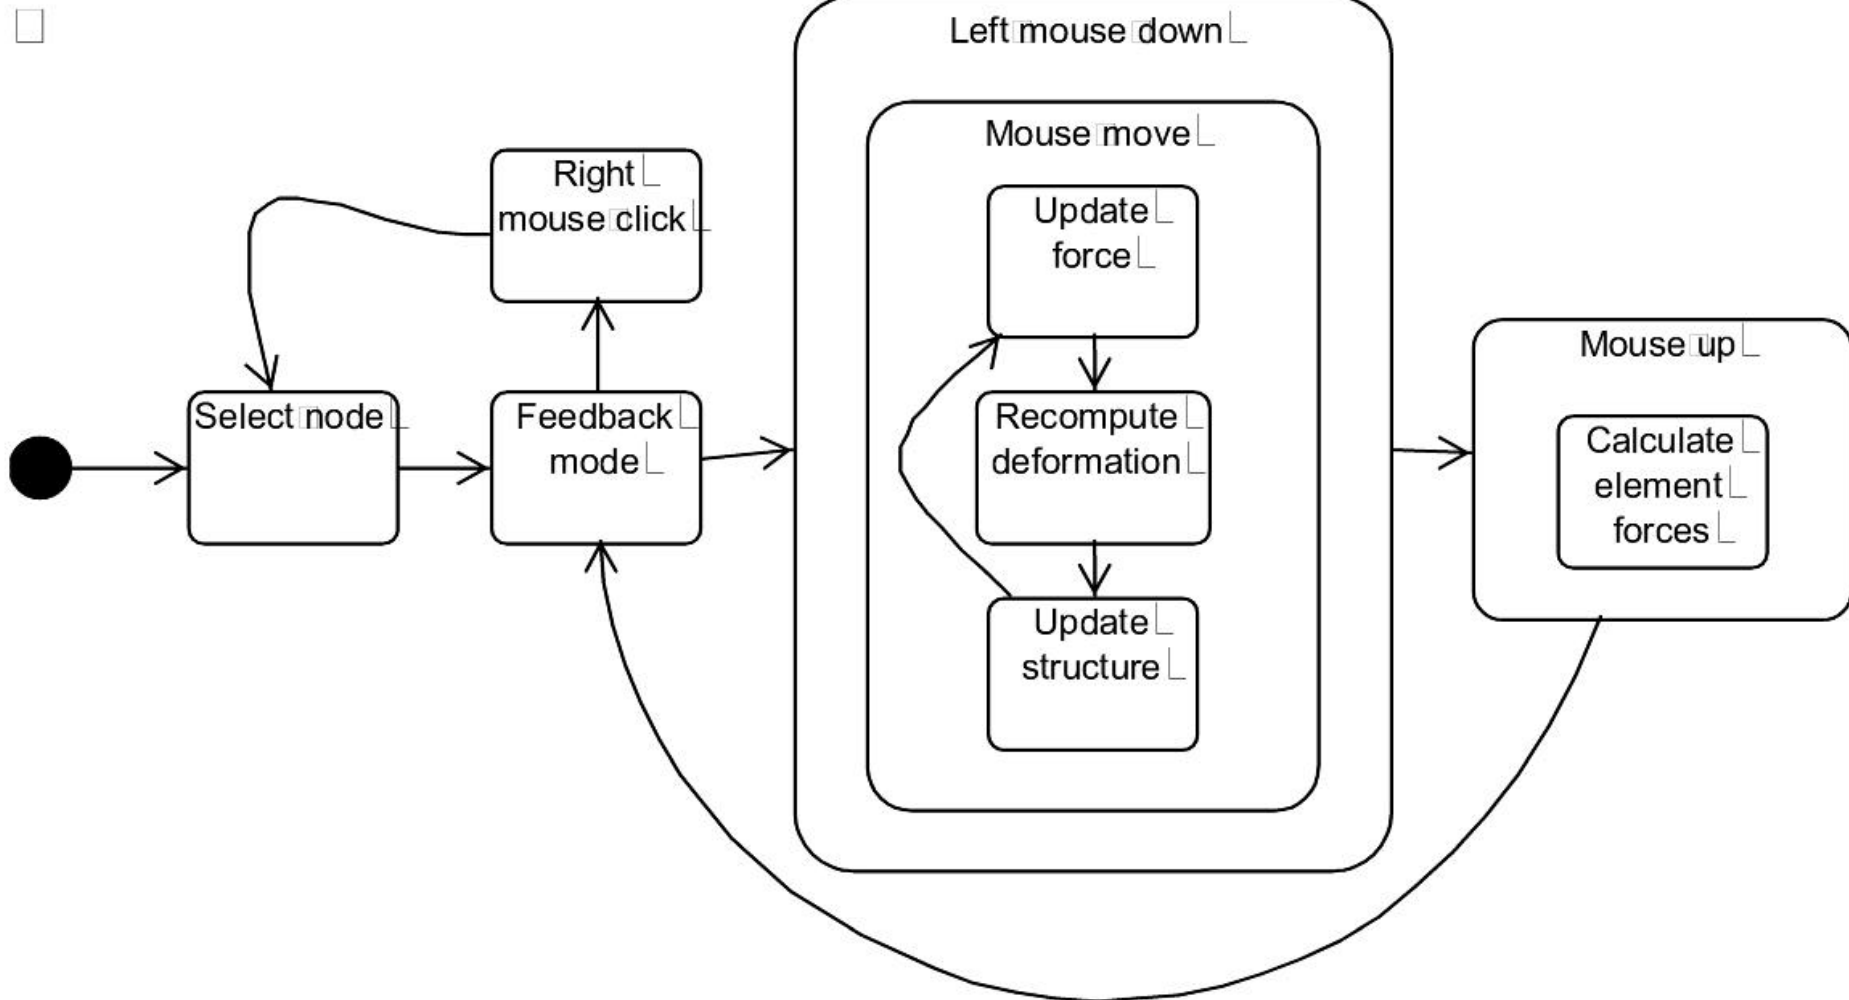 Left mouse down
Mouse move
Right
mouse click
Update
force
Mouse up
Select node
Feedback
mode
Recompute
deformation
Calculate
element
forces
Update
structure